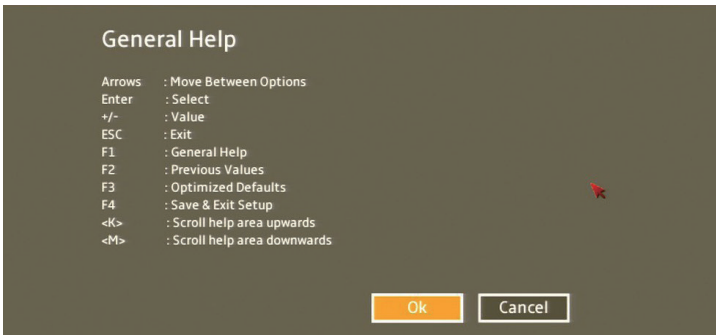 General Help
Arrows : Move Between Options
Enter : Select
+/- : Value
ESC : Exit
F1 : General Help
F2 : Previous Values
F3 : Optimized Defaults
F4 : Save & Exit Setup
<K> : Scroll help area upwards
<M> : Scroll help area downwards
Ok Cancel